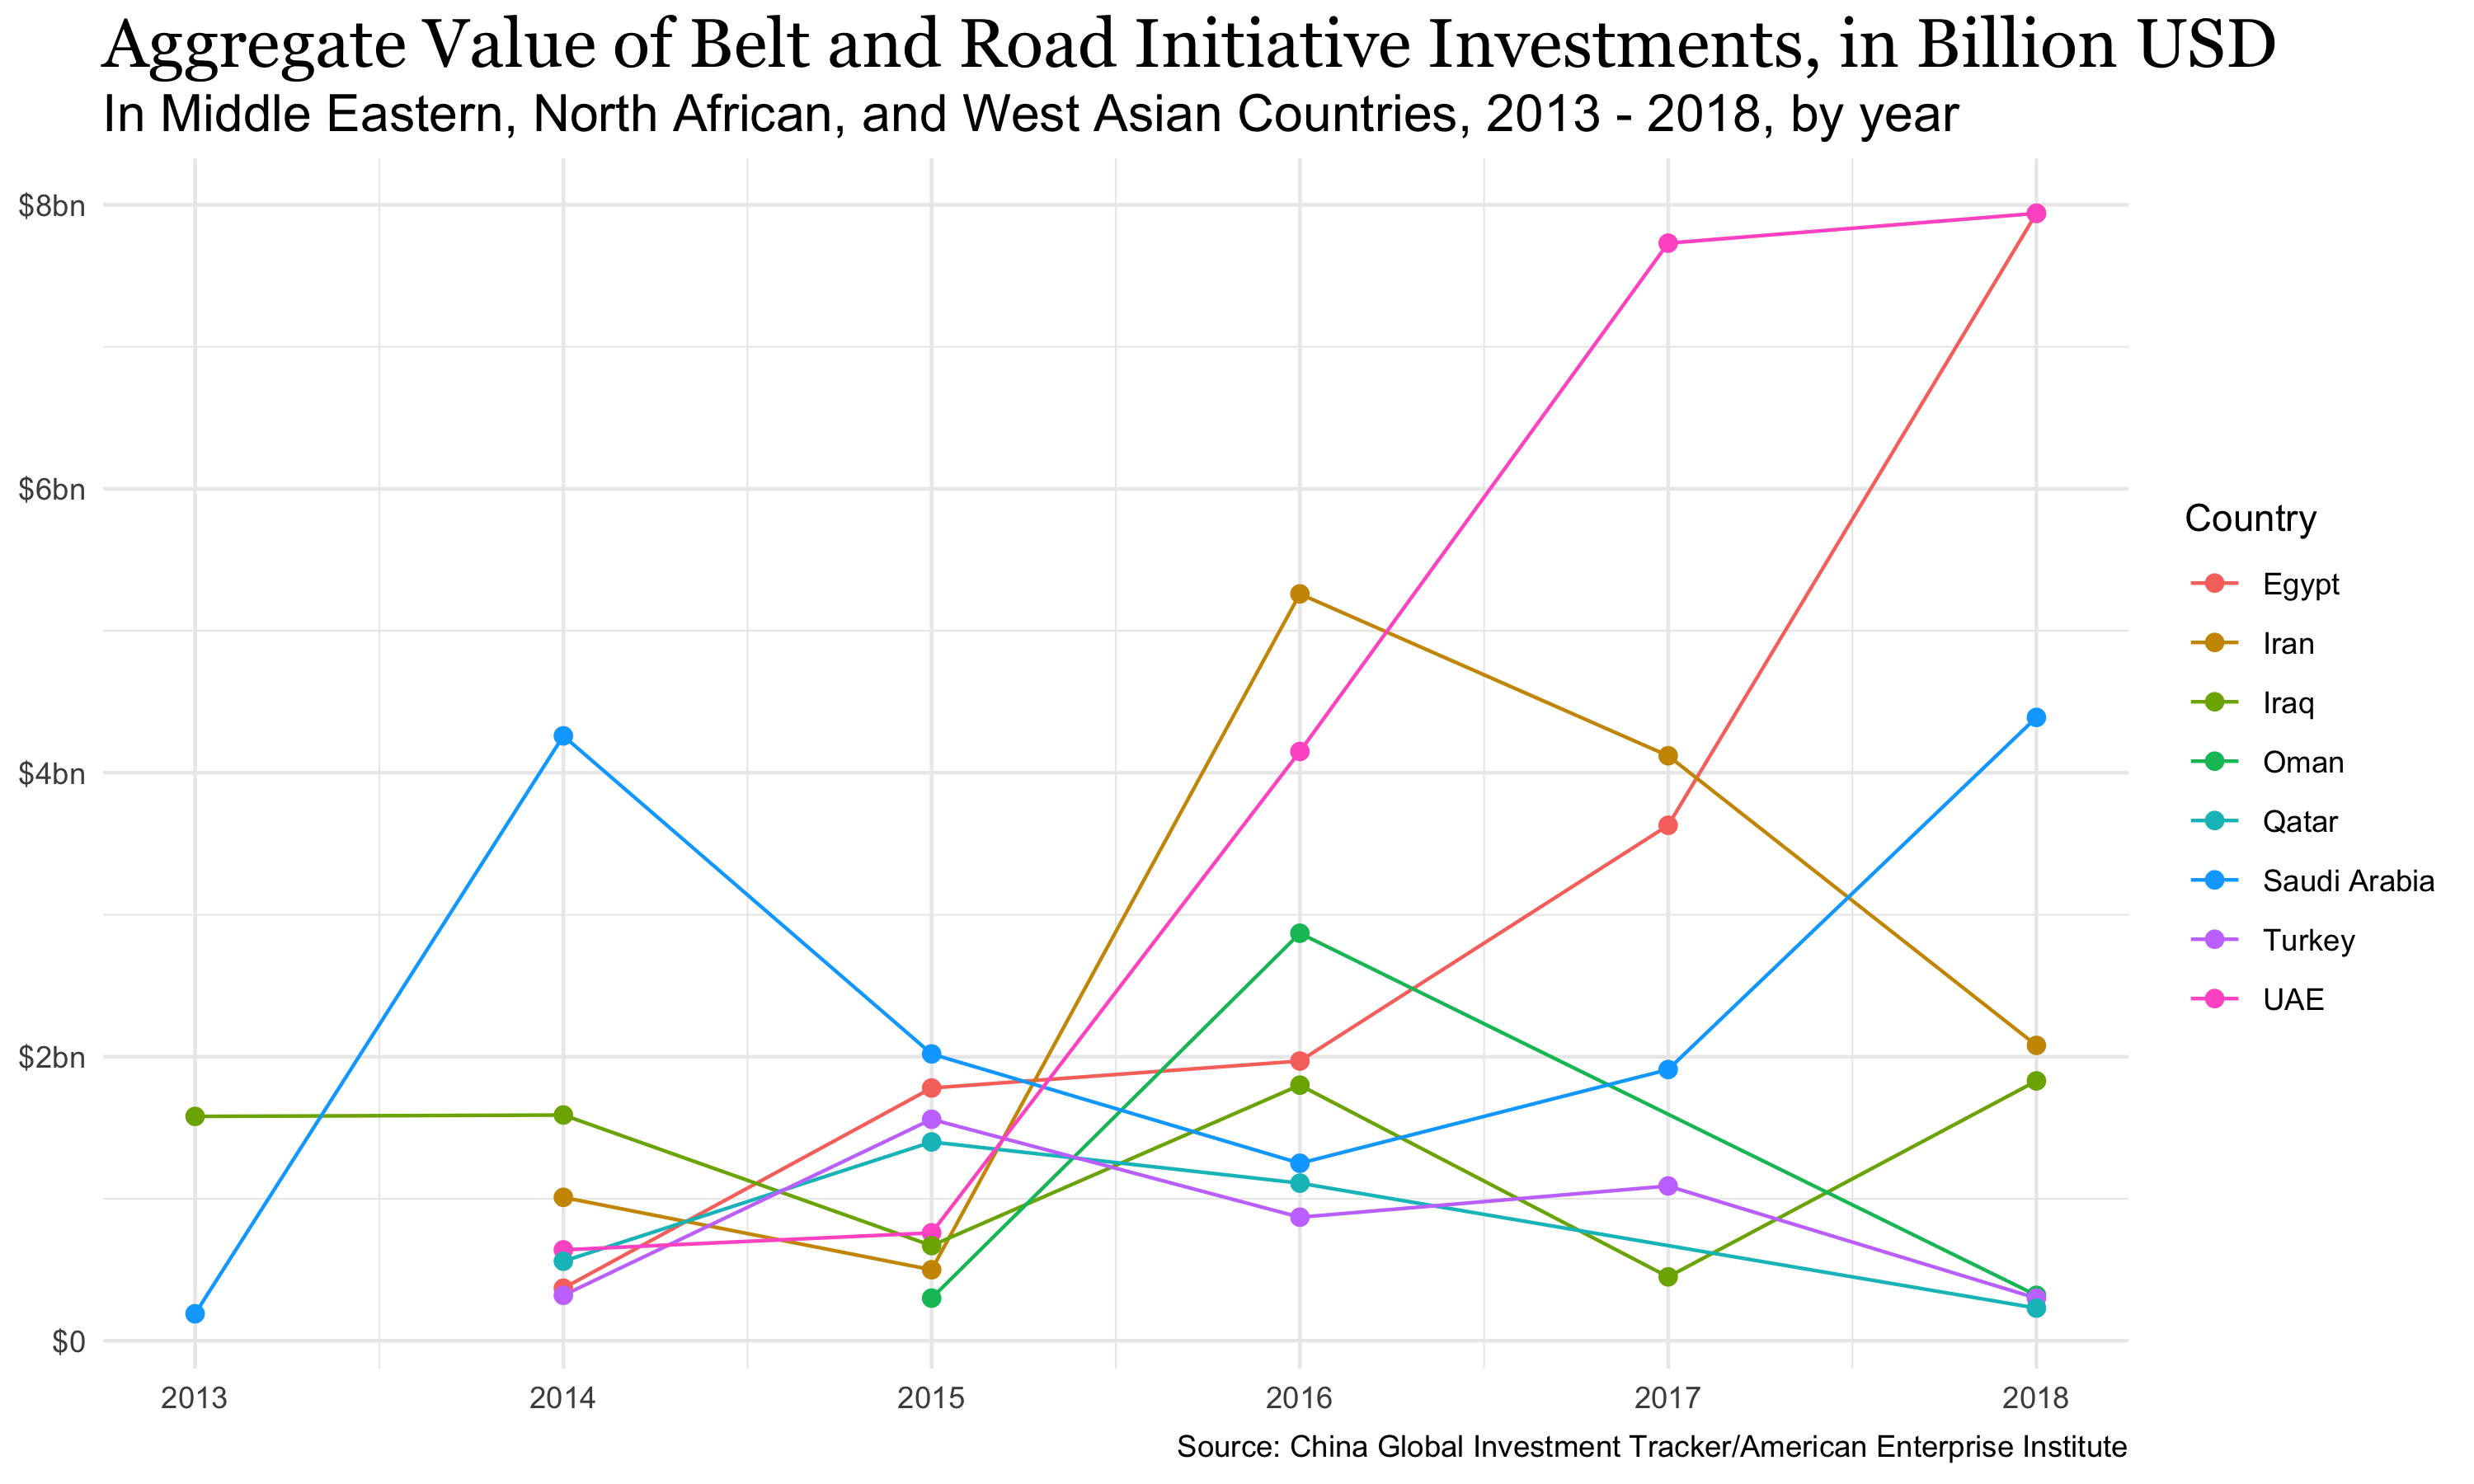 Aggregate Value of Belt and Road Initiative Investments, in Billion USD
In Middle Eastern, North African, and West Asian Countries, 2013 - 2018, by year
$8bn
$6bn
$4bn
$2bn
$0
2013 2014 2015 2016 2017 2018
Country
Egypt
Iran
Iraq
Oman
Qatar
Saudi Arabia
Turkey
UAE
Source: China Global Investment Tracker/American Enterprise Institute